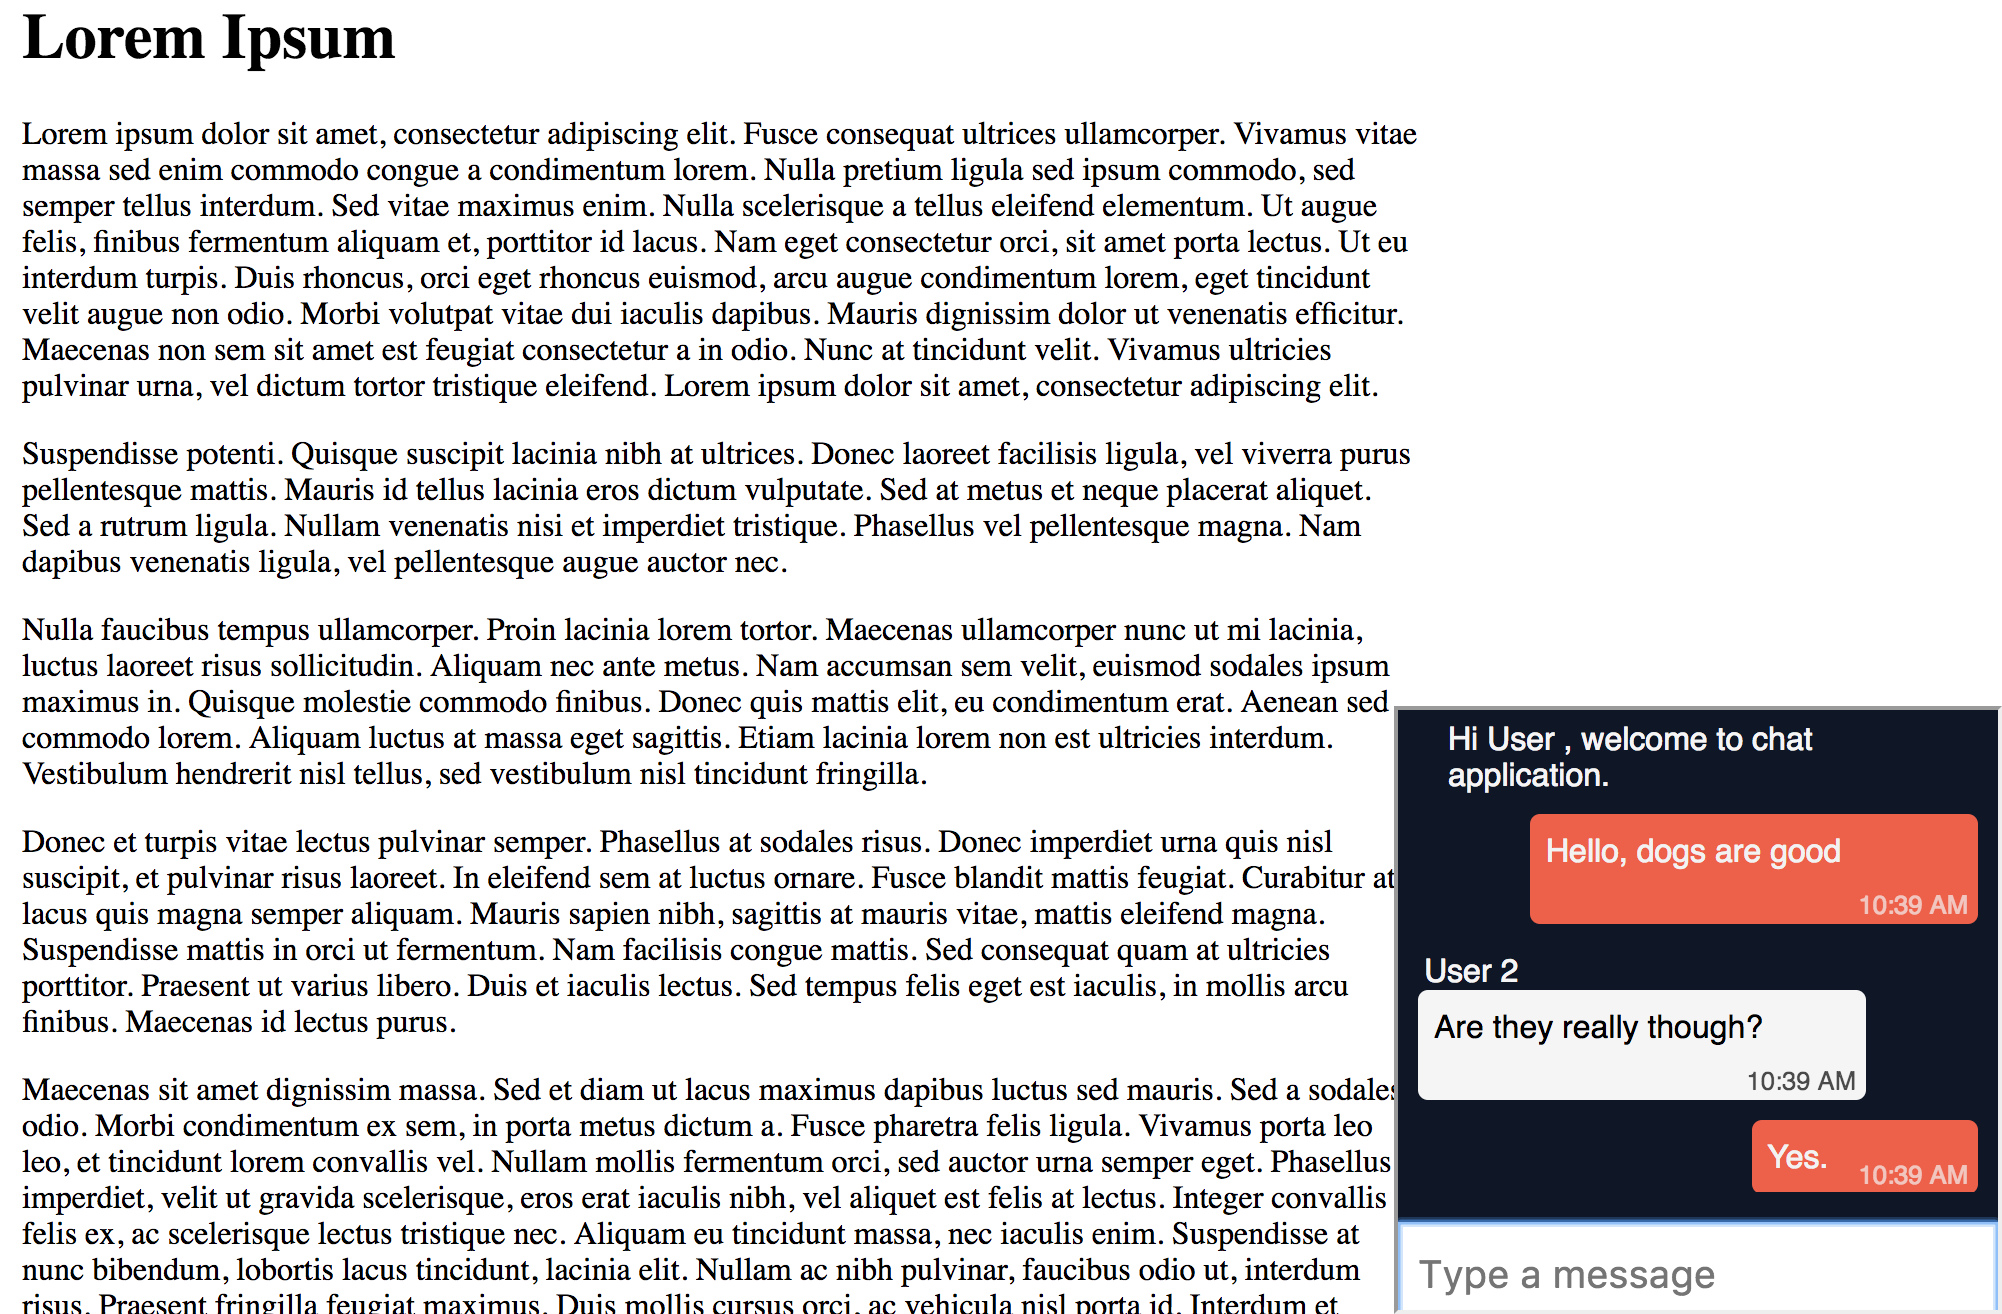 Lorem Ipsum
Lorem ipsum dolor sit amet, consectetur adipiscing elit. Fusce consequat ultrices ullamcorper. Vivamus vitae
massa sed enim commodo congue a condimentum lorem. Nulla pretium ligula sed ipsum commodo, sed
semper tellus interdum. Sed vitae maximus enim. Nulla scelerisque a tellus eleifend elementum. Ut augue
felis, finibus fermentum aliquam et, porttitor id lacus. Nam eget consectetur orci, sit amet porta lectus. Ut eu
interdum turpis. Duis rhoncus, orci eget rhoncus euismod, arcu augue condimentum lorem, eget tincidunt
velit augue non odio. Morbi volutpat vitae dui iaculis dapibus. Mauris dignissim dolor ut venenatis efficitur.
Maecenas non sem sit amet est feugiat consectetur a in odio. Nunc at tincidunt velit. Vivamus ultricies
pulvinar urna, vel dictum tortor tristique eleifend. Lorem ipsum dolor sit amet, consectetur adipiscing elit.
Suspendisse potenti. Quisque suscipit lacinia nibh at ultrices. Donec laoreet facilisis ligula, vel viverra purus
pellentesque mattis. Mauris id tellus lacinia eros dictum vulputate. Sed at metus et neque placerat aliquet.
Sed a rutrum ligula. Nullam venenatis nisi et imperdiet tristique. Phasellus vel pellentesque magna. Nam
dapibus venenatis ligula, vel pellentesque augue auctor nec.
Nulla faucibus tempus ullamcorper. Proin lacinia lorem tortor. Maecenas ullamcorper nunc ut mi lacinia,
luctus laoreet risus sollicitudin. Aliquam nec ante metus. Nam accumsan sem velit, euismod sodales ipsum
maximus in. Quisque molestie commodo finibus. Donec quis mattis elit, eu condimentum erat. Aenean sed
commodo lorem. Aliquam luctus at massa eget sagittis. Etiam lacinia lorem non est ultricies interdum.
Vestibulum hendrerit nisl tellus, sed vestibulum nisl tincidunt fringilla.
Donec et turpis vitae lectus pulvinar semper. Phasellus at sodales risus. Donec imperdiet urna quis nisl
suscipit, et pulvinar risus laoreet. In eleifend sem at luctus ornare. Fusce blandit mattis feugiat. Curabitur at
lacus quis magna semper aliquam. Mauris sapien nibh, sagittis at mauris vitae, mattis eleifend magna.
Suspendisse mattis in orci ut fermentum. Nam facilisis congue mattis. Sed consequat quam at ultricies
porttitor. Praesent ut varius libero. Duis et iaculis lectus. Sed tempus felis eget est iaculis, in mollis arcu
finibus. Maecenas id lectus purus.
Maecenas sit amet dignissim massa. Sed et diam ut lacus maximus dapibus luctus sed mauris. Sed a sodales
odio. Morbi condimentum ex sem, in porta metus dictum a. Fusce pharetra felis ligula. Vivamus porta leo
leo, et tincidunt lorem convallis vel. Nullam mollis fermentum orci, sed auctor urna semper eget. Phasellus
imperdiet, velit ut gravida scelerisque, eros erat iaculis nibh, vel aliquet est felis at lectus. Integer convallis
felis ex, ac scelerisque lectus tristique nec. Aliquam eu tincidunt massa, nec iaculis enim. Suspendisse at
nunc bibendum, lobortis lacus tincidunt, lacinia elit. Nullam ac nibh pulvinar, faucibus odio ut, interdum
risus. Praesent fringilla feugiat maximus. Duis mollis cursus orci, ac vehicula nisl porta id. Interdum et
Hi User , welcome to chat
application.
Hello, dogs are good
10:39 AM
User 2
Are they really though?
10:39 AM
Yes.
10:39 AM
Type a message